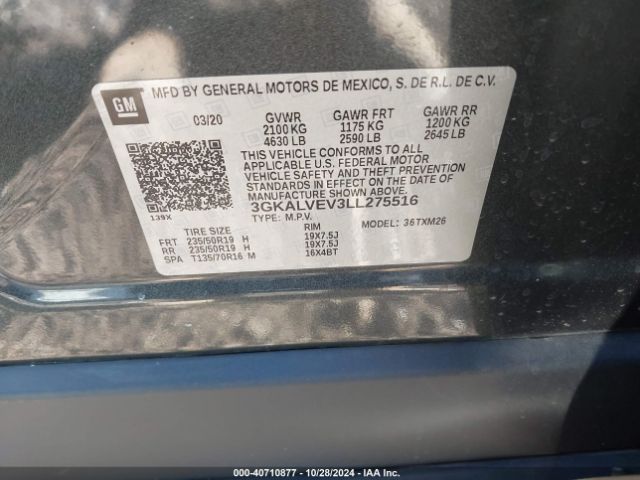 GM
MFD BY GENERAL MOTORS DE MEXICO, S. DE R.L. DE C.V.
03/20 GVWR GAWR FRT GAWR RR
2100 KG 1175 KG 1200 KG
4630 LB 2590 LB 2645 LB
THIS VEHICLE CONFORMS TO ALL
APPLICABLE U.S. FEDERAL MOTOR
VEHICLE SAFETY AND THEFT PREVENTION
STANDARDS IN EFFECT ON THE DATE OF
MANUFACTURE SHOWN ABOVE.
139X
3GKALVEV3LL275516
TYPE: M.P.V. MODEL: 36TXM26
TIRE SIZE RIM
FRT 235/50R19 H 19X7.5J
RR 235/50R19 H 19X7.5J
SPA T135/70R16 M 16X4BT
000-40710877 - 10/28/2024 - IAA Inc.